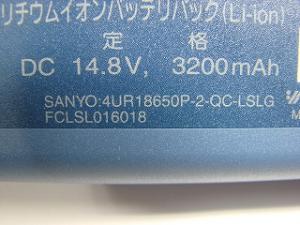 リチウムイオンバッテリパック(Li-ion)
定 格
DC 14.8V, 3200mAh
SANYO:4UR18650P-2-QC-LSLG
FCLSL016018